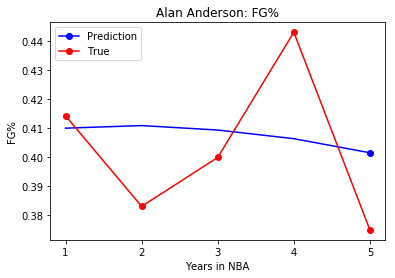 Alan Anderson: FG%
Prediction
True
0.44
0.43
0.42
0.41
0.40
0.39
0.38
FG%
1 2 3 4 5
Years in NBA